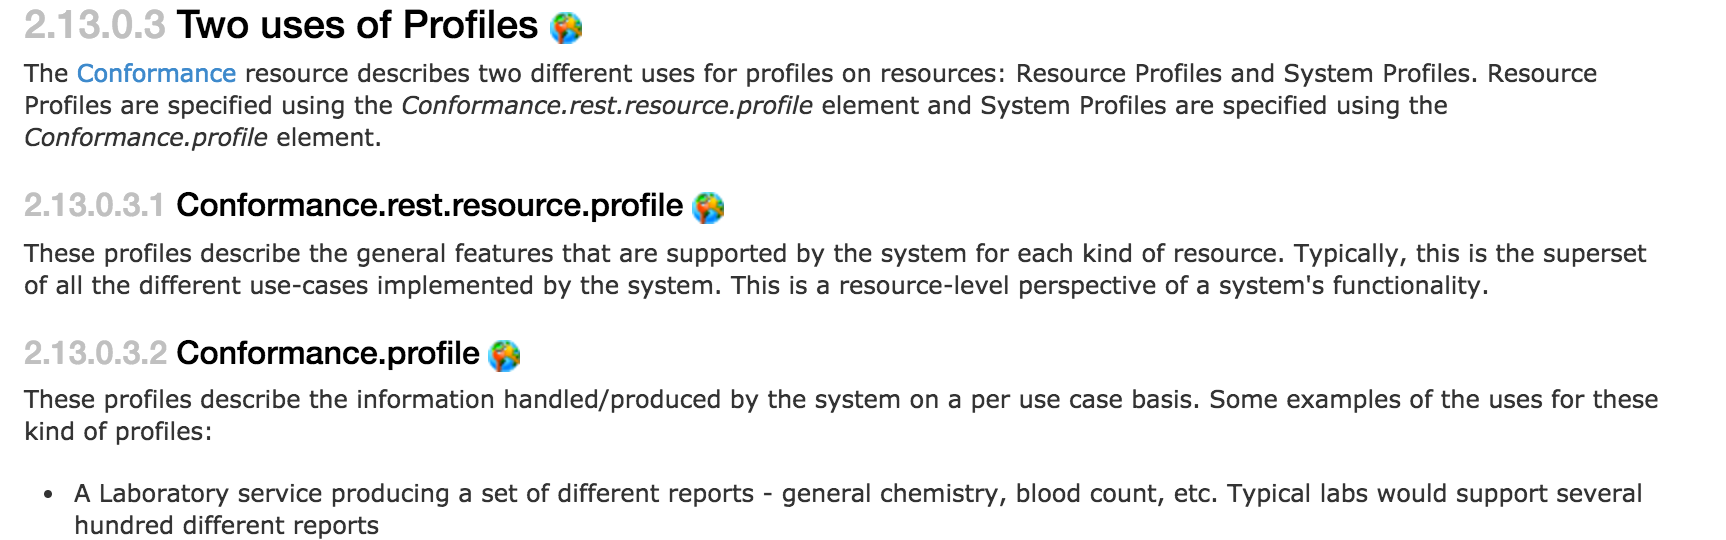 2.13.0.3 Two uses of Profiles
The Conformance resource describes two different uses for profiles on resources: Resource Profiles and System Profiles. Resource
Profiles are specified using the Conformance.rest.resource.profile element and System Profiles are specified using the
Conformance.profile element.
2.13.0.3.1 Conformance.rest.resource.profile
These profiles describe the general features that are supported by the system for each kind of resource. Typically, this is the superset
of all the different use-cases implemented by the system. This is a resource-level perspective of a system's functionality.
2.13.0.3.2 Conformance.profile
These profiles describe the information handled/produced by the system on a per use case basis. Some examples of the uses for these
kind of profiles:
• A Laboratory service producing a set of different reports - general chemistry, blood count, etc. Typical labs would support several
hundred different reports